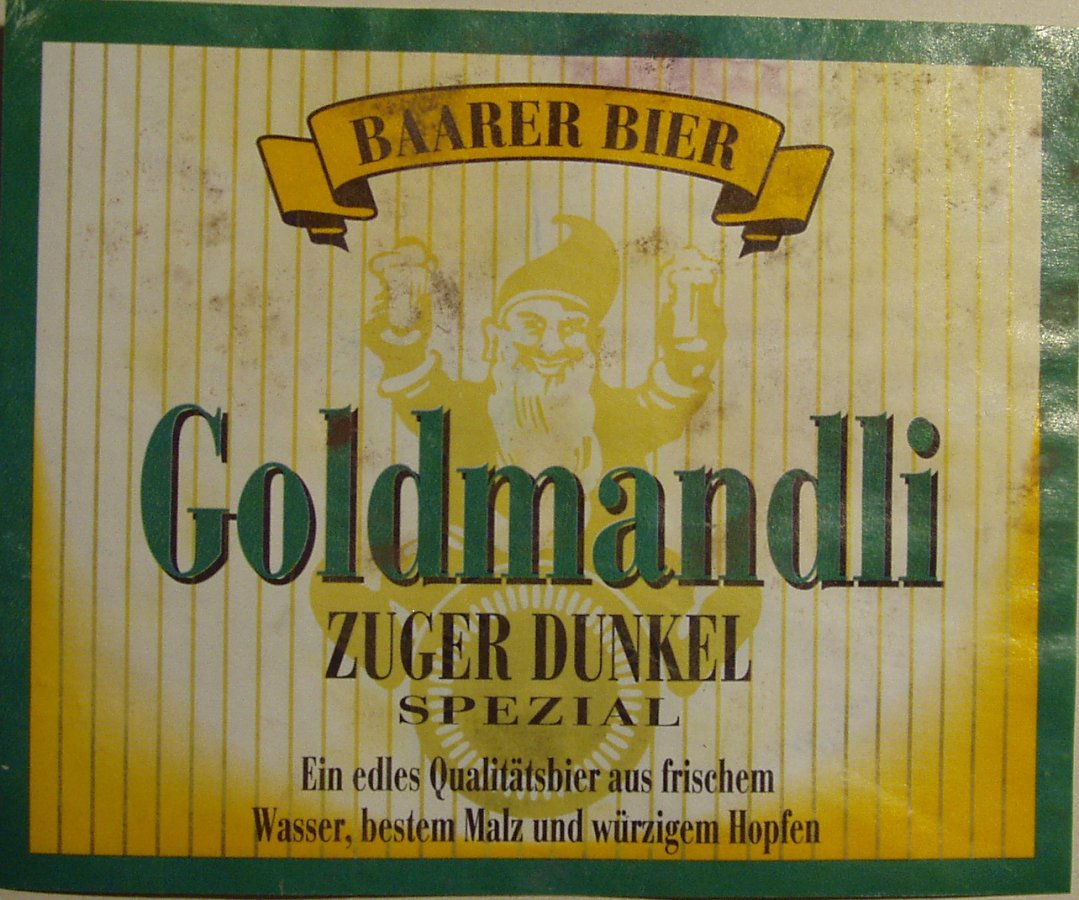 BAARER BIER
Goldmandli
ZUGER DUNKEL
SPEZIAL
Ein edles Qualitätsbier aus frischem
Wasser, bestem Malz und würzigem Hopfen